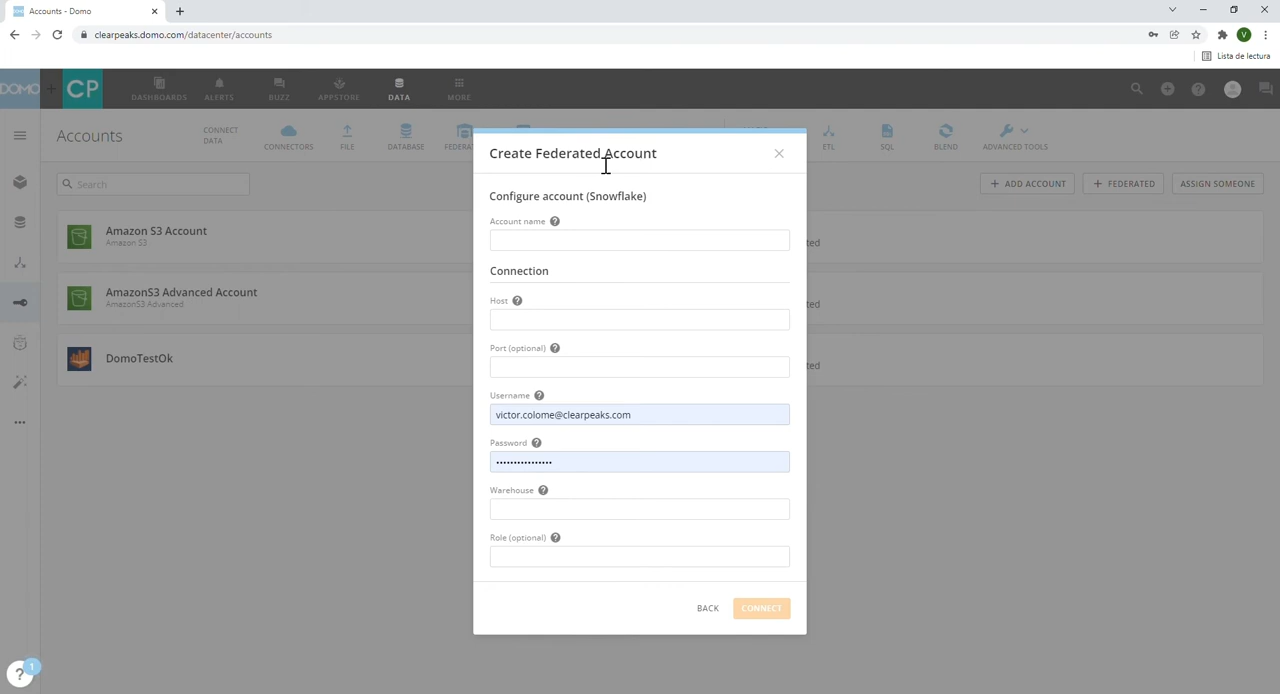 Accounts - Domo
clearpeaks.domo.com/datacenter/accounts
V
Lista de lectura
DOMO
CP
DASHBOARDS
ALERTS
BUZZ
APPSTORE
DATA
MORE
Accounts
CONNECT
DATA
CONNECTORS
FILE
DATABASE
ETL
SQL
BLEND
ADVANCED TOOLS
Search
+ ADD ACCOUNT
+ FEDERATED
ASSIGN SOMEONE
Amazon S3 Account
Amazon S3
AmazonS3 Advanced Account
AmazonS3 Advanced
DomoTestOk
Create Federated Account
Configure account (Snowflake)
Account name ?
Connection
Host ?
Port (optional) ?
Username ?
victor.colome@clearpeaks.com
Password ?
••••••••••••••••
Warehouse ?
Role (optional) ?
BACK
CONNECT
? 1